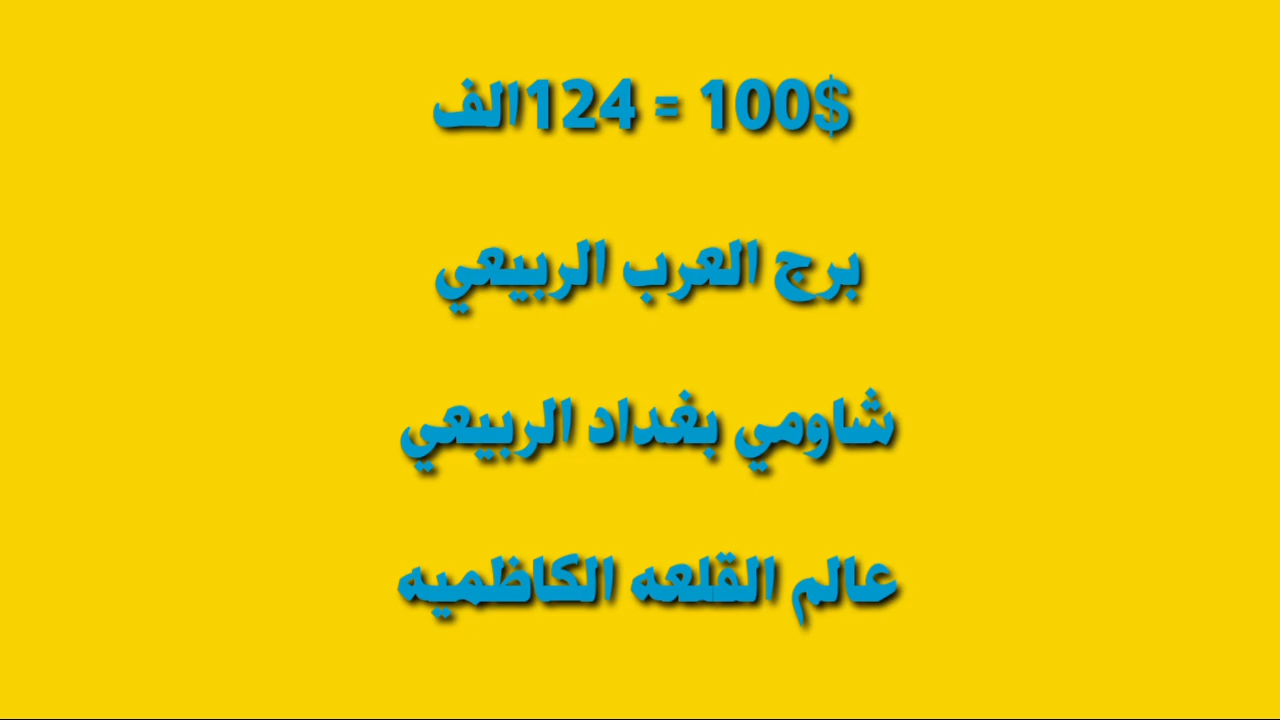 100$ = 124الف
برج العرب الربيعي
شاومي بغداد الربيعي
عالم القلعه الكاظميه